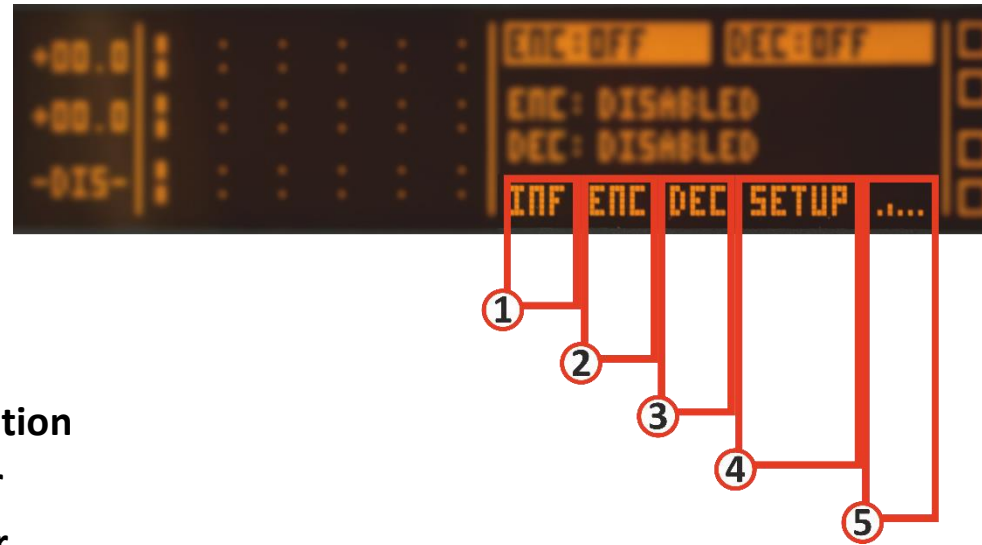 +00.0
+00.0
-DIS-
ENC:OFF DEC:OFF
ENC: DISABLED
DEC: DISABLED
INF ENC DEC SETUP .....
1
2
3
4
5
tion
r
r